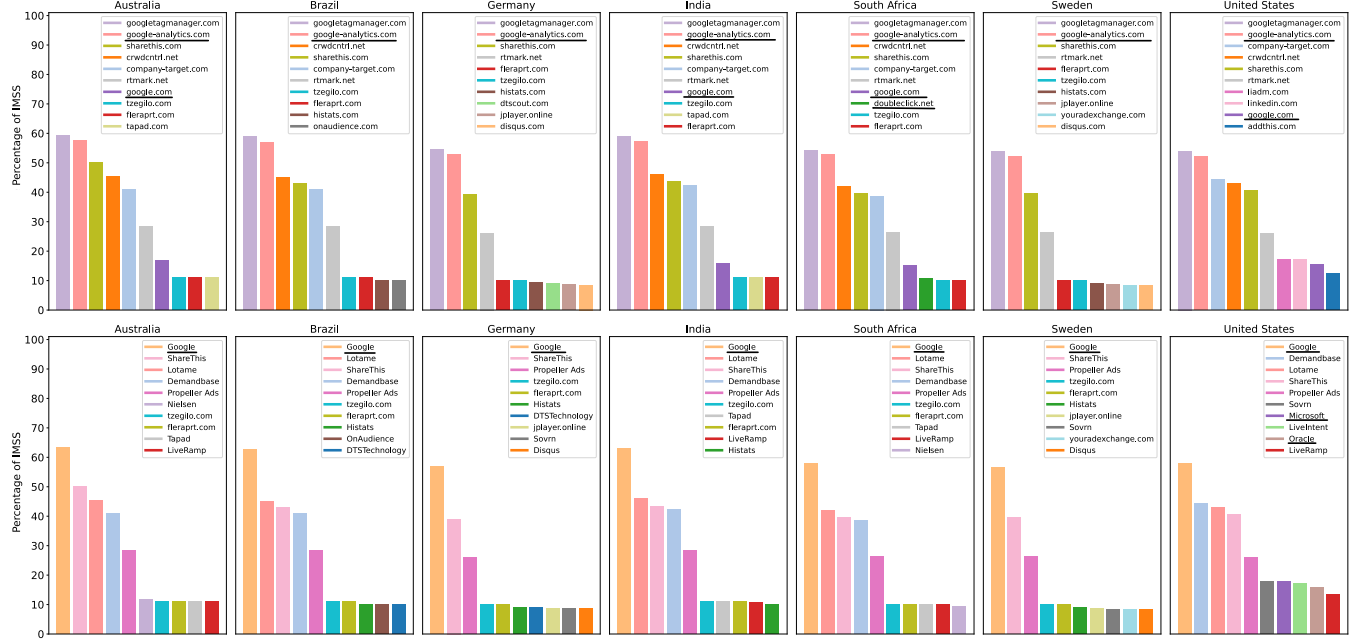 Australia
Percentage of IMSS
100
90
80
70
60
50
40
30
20
10
0
googletagmanager.com
google-analytics.com
sharethis.com
crwdcntrl.net
company-target.com
rtmark.net
google.com
tzegilo.com
fleraprt.com
tapad.com
Brazil
googletagmanager.com
google-analytics.com
crwdcntrl.net
sharethis.com
company-target.com
rtmark.net
tzegilo.com
fleraprt.com
histats.com
onaudience.com
Germany
googletagmanager.com
google-analytics.com
sharethis.com
rtmark.net
fleraprt.com
tzegilo.com
histats.com
dtscout.com
jplayer.online
disqus.com
India
googletagmanager.com
google-analytics.com
crwdcntrl.net
sharethis.com
company-target.com
rtmark.net
google.com
tzegilo.com
tapad.com
fleraprt.com
South Africa
googletagmanager.com
google-analytics.com
crwdcntrl.net
sharethis.com
company-target.com
rtmark.net
google.com
doubleclick.net
tzegilo.com
fleraprt.com
Sweden
googletagmanager.com
google-analytics.com
sharethis.com
rtmark.net
fleraprt.com
tzegilo.com
histats.com
jplayer.online
youradexchange.com
disqus.com
United States
googletagmanager.com
google-analytics.com
company-target.com
crwdcntrl.net
sharethis.com
rtmark.net
liadm.com
linkedin.com
google.com
addthis.com
Australia
Percentage of IMSS
100
90
80
70
60
50
40
30
20
10
0
Google
ShareThis
Lotame
Demandbase
Propeller Ads
Nielsen
tzegilo.com
fleraprt.com
Tapad
LiveRamp
Brazil
Google
Lotame
ShareThis
Demandbase
Propeller Ads
tzegilo.com
fleraprt.com
Histats
OnAudience
DTSTechnology
Germany
Google
ShareThis
Propeller Ads
tzegilo.com
fleraprt.com
Histats
DTSTechnology
jplayer.online
Sovrn
Disqus
India
Google
Lotame
ShareThis
Demandbase
Propeller Ads
tzegilo.com
Tapad
fleraprt.com
LiveRamp
Histats
South Africa
Google
Lotame
ShareThis
Demandbase
Propeller Ads
tzegilo.com
fleraprt.com
Tapad
LiveRamp
Nielsen
Sweden
Google
ShareThis
Propeller Ads
tzegilo.com
fleraprt.com
Histats
jplayer.online
Sovrn
youradexchange.com
Disqus
United States
Google
Demandbase
Lotame
ShareThis
Propeller Ads
Sovrn
Microsoft
LiveIntent
Oracle
LiveRamp